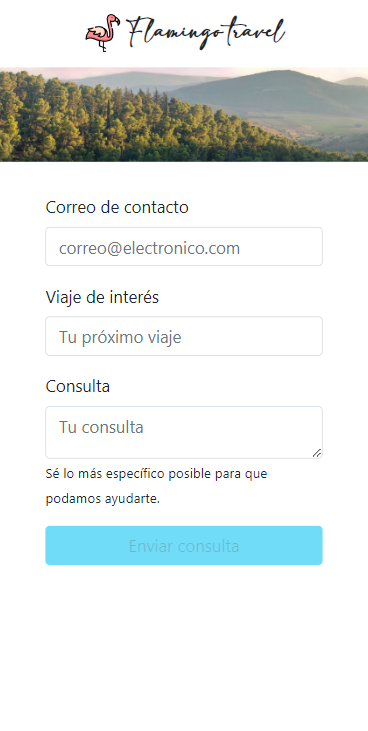 Flamingo travel
Correo de contacto
correo@electronico.com
Viaje de interés
Tu próximo viaje
Consulta
Tu consulta
Sé lo más específico posible para que
podamos ayudarte.
Enviar consulta